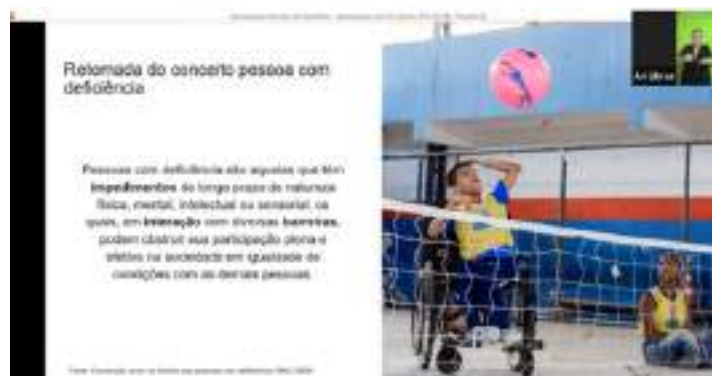 Retomada do conceito pessoa com
deficiência
Pessoas com deficiência são aquelas que têm
impedimentos de longo prazo de natureza
física, mental, intelectual ou sensorial, os
quais, em interação com diversas barreiras,
podem obstruir sua participação plena e
efetiva na sociedade em igualdade de
condições com as demais pessoas